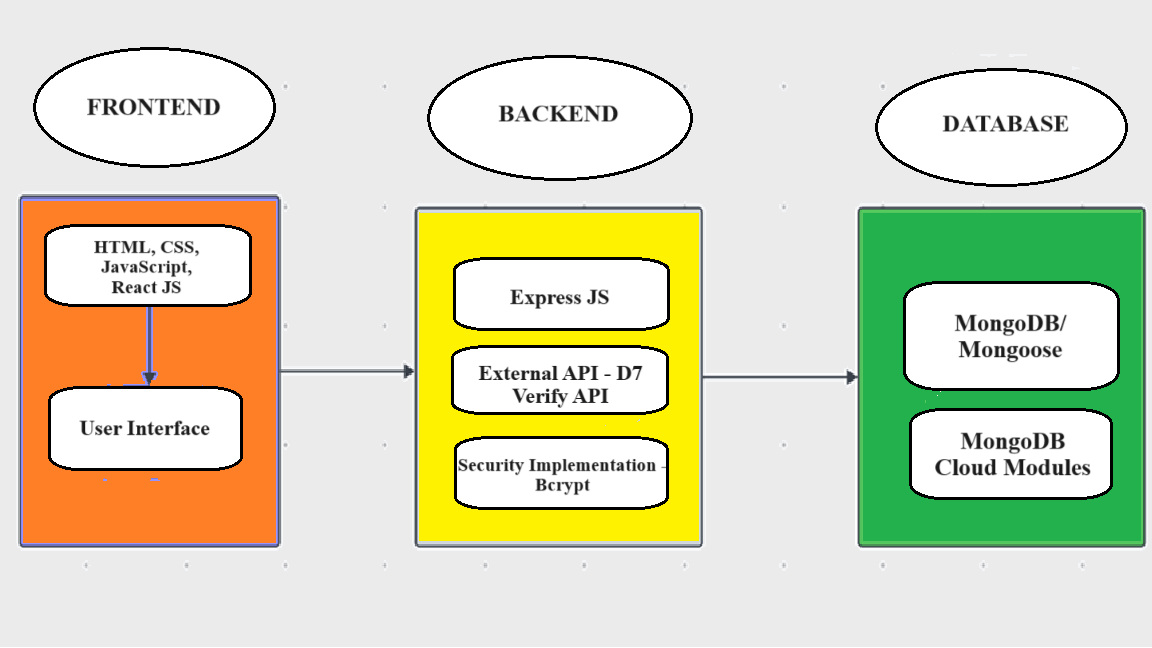 FRONTEND
HTML, CSS,
JavaScript,
React JS
User Interface
BACKEND
Express JS
External API - D7
Verify API
Security Implementation -
Bcrypt
DATABASE
MongoDB/
Mongoose
MongoDB
Cloud Modules